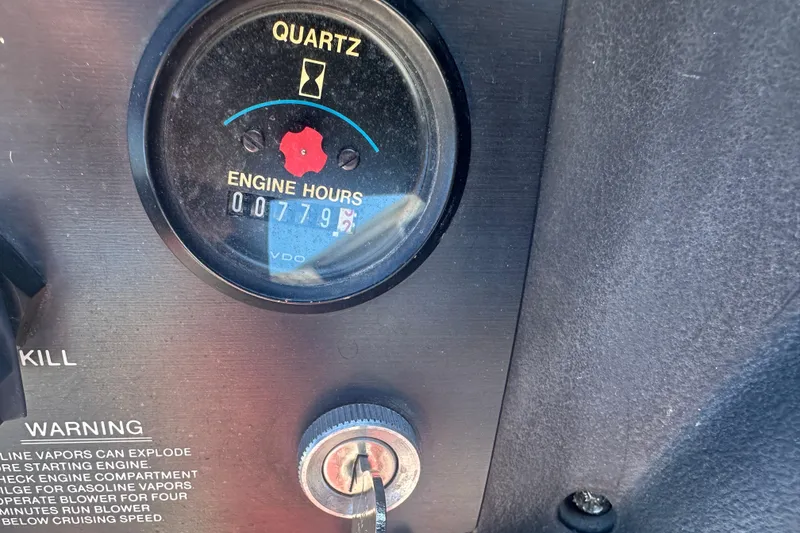 QUARTZ
ENGINE HOURS
00779
VDO
KILL
WARNING
LINE VAPORS CAN EXPLODE
RE STARTING ENGINE.
HECK ENGINE COMPARTMENT
ILGE FOR GASOLINE VAPORS
OPERATE BLOWER FOR FOUR
MINUTES RUN BLOWER
BELOW CRUISING SPEED.